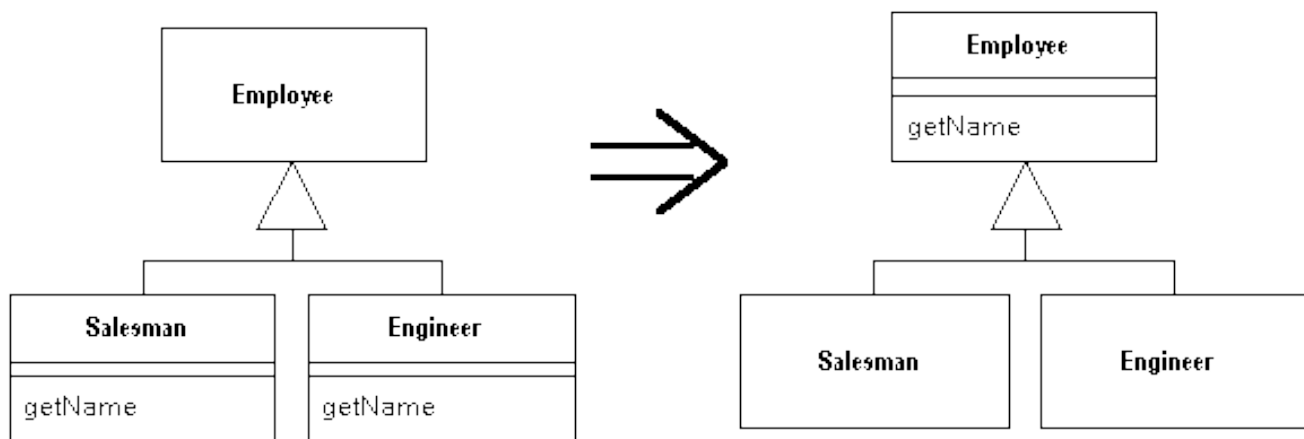 Employee
Salesman
Engineer
getName
getName
Employee
getName
Salesman
Engineer